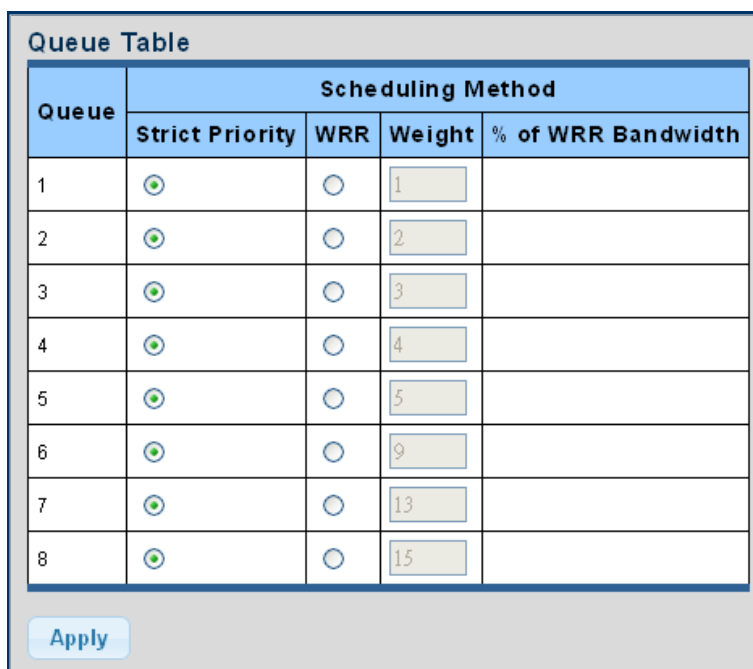 Queue Table
Queue
Scheduling Method
Strict Priority WRR Weight % of WRR Bandwidth
1 1
2 2
3 3
4 4
5 5
6 9
7 13
8 15
Apply